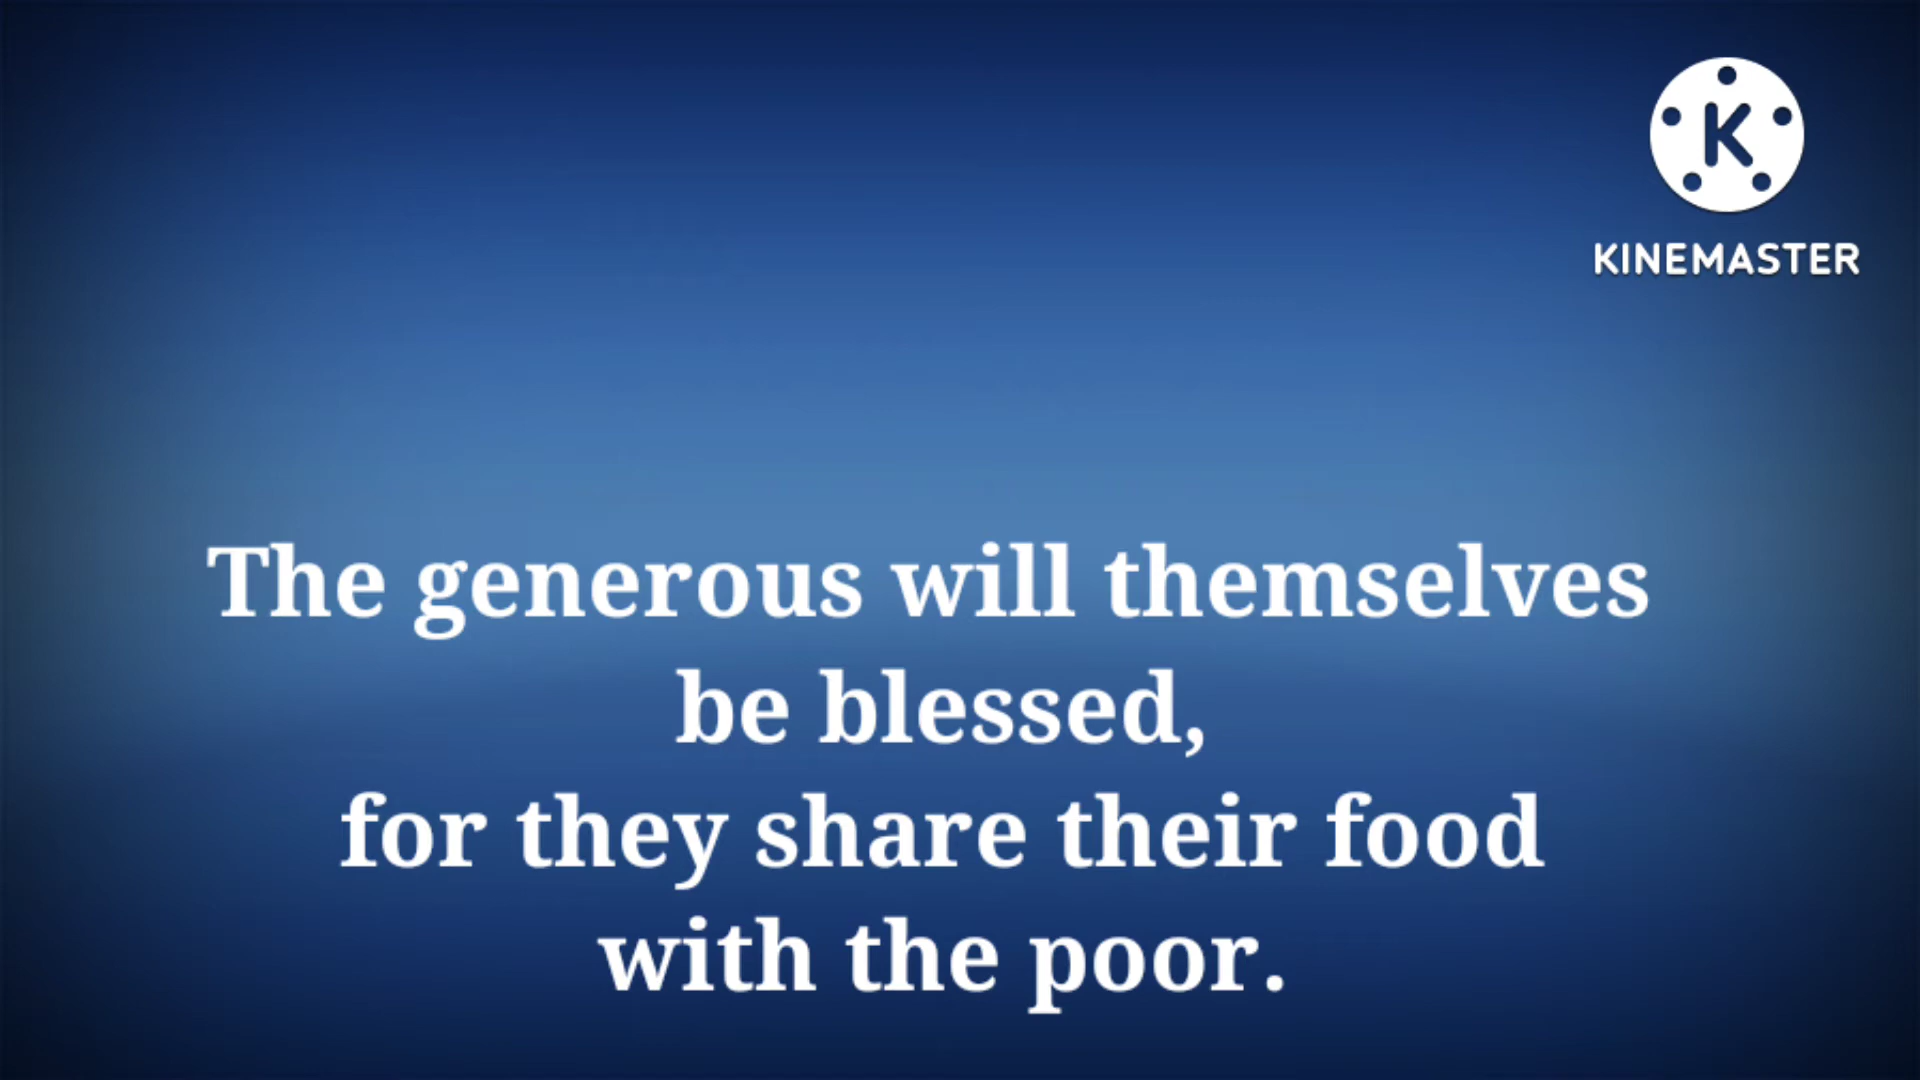 KINEMASTER
The generous will themselves
be blessed,
for they share their food
with the poor.